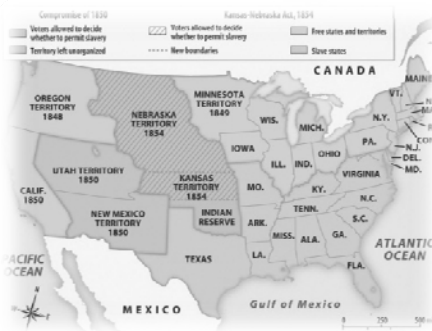 Compromise of 1850
Voters allowed to decide
whether to permit slavery
Territory left unorganized
Kansas-Nebraska Act, 1854
Voters allowed to decide
whether to permit slavery
New boundaries
Free states and territories
Slave states
CANADA
OREGON
TERRITORY
1848
NEBRASKA
TERRITORY
1854
MINNESOTA
TERRITORY
1849
WIS.
MICH.
VT.
MAINE
N.Y.
PA.
N.J.
DEL.
MD.
IOWA
ILL.
IND.
OHIO
UTAH TERRITORY
1850
KANSAS
TERRITORY
1854
MO.
KY.
VIRGINIA
CALIF.
1850
NEW MEXICO
TERRITORY
1850
INDIAN
RESERVE
ARK.
TENN.
N.C.
S.C.
MISS.
ALA.
GA.
TEXAS
LA.
FLA.
PACIFIC
OCEAN
ATLANTIC
OCEAN
MEXICO
Gulf of Mexico
N
0
250
500